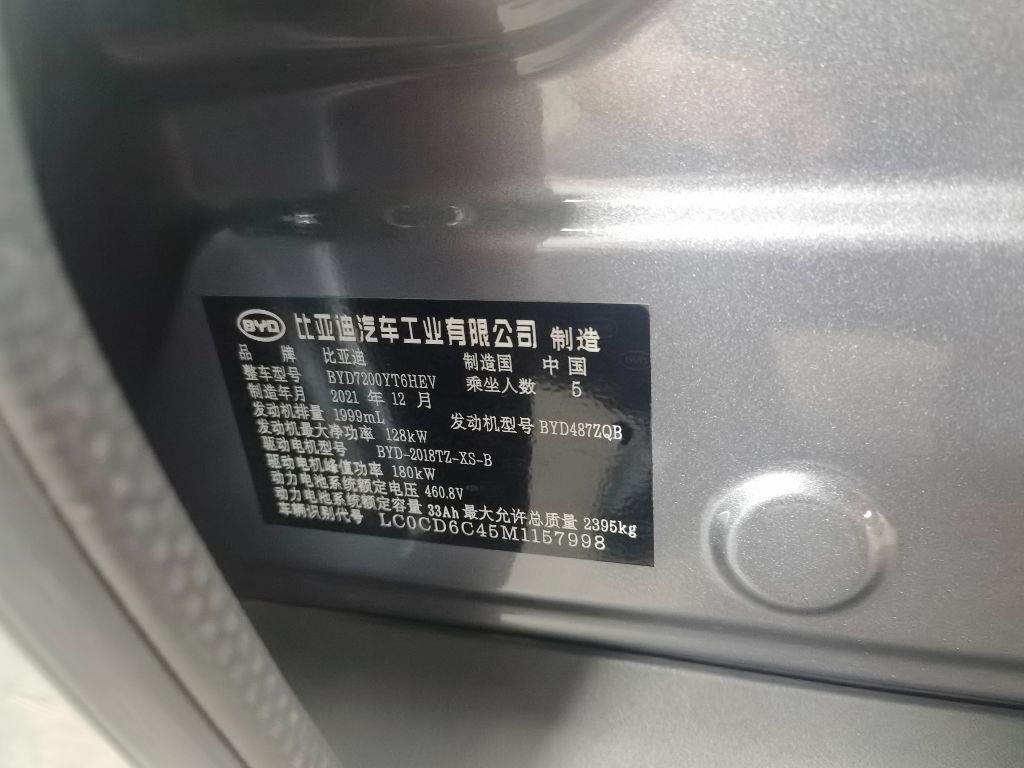 BYD 比亚迪汽车工业有限公司 制造
品 牌 比亚迪 制造国 中国
整车型号 BYD7200YT6HEV 乘坐人数 5
制造年月 2021 年 12 月
发动机排量 1999mL 发动机型号 BYD487ZQB
发动机最大净功率 128kW
驱动电机型号 BYD-2018TZ-XS-B
驱动电机峰值功率 180kW
动力电池系统额定电压 460.8V
动力电池系统额定容量 33Ah 最大允许总质量 2395kg
车辆识别代号 LC0CD6C45M1157998